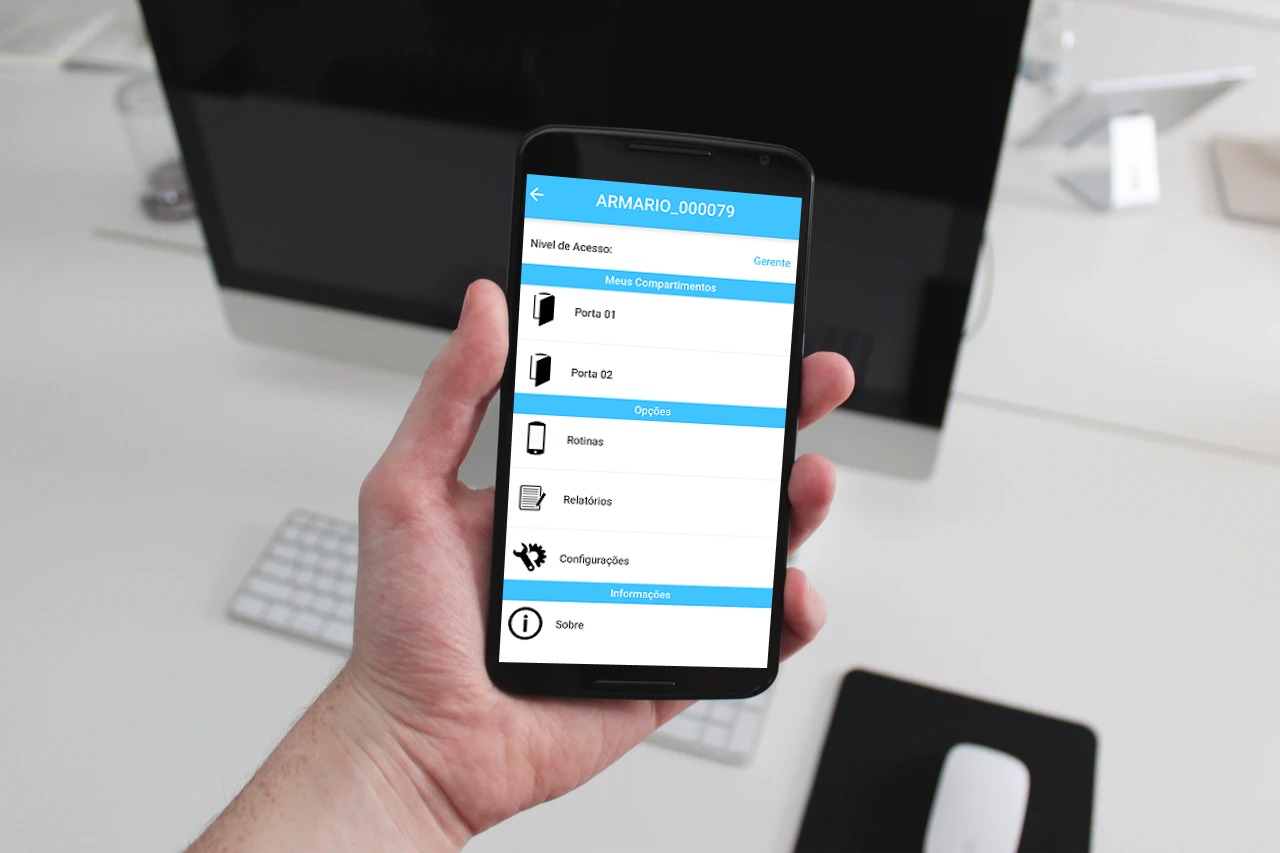 ARMARIO_000079
Nivel de Acesso:
Gerente
Meus Compartimentos
Porta 01
Porta 02
Opções
Rotinas
Relatórios
Configurações
Informações
Sobre